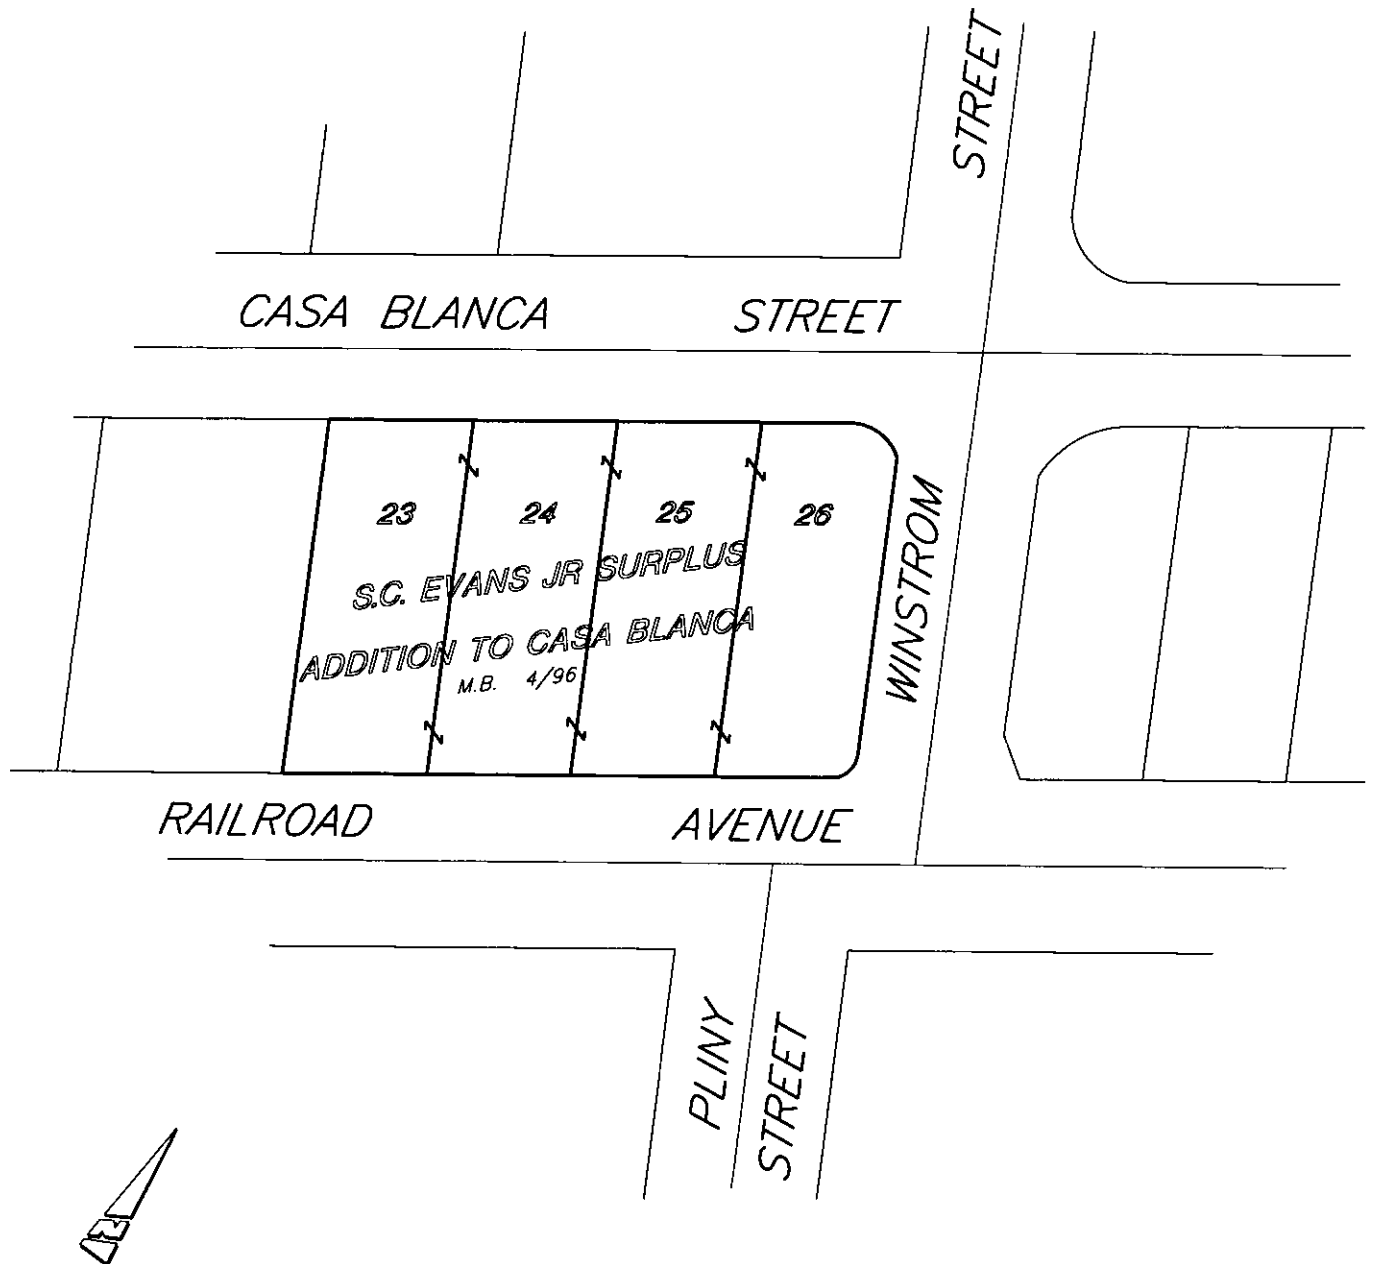 STREET
CASA BLANCA STREET
23 24 25 26
S.C. EVANS JR SURPLUS
ADDITION TO CASA BLANCA
M.B. 4/96
WINSTROM
RAILROAD AVENUE
PLINY
STREET
N